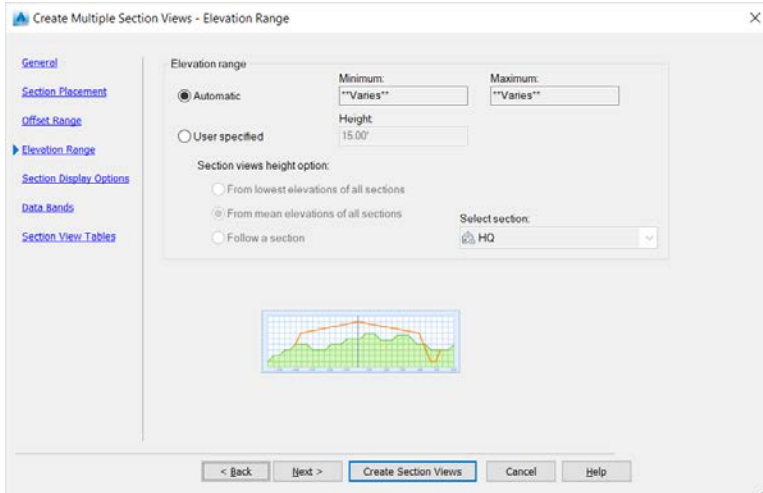 Create Multiple Section Views - Elevation Range
General
Section Placement
Offset Range
Elevation Range
Section Display Options
Data Bands
Section View Tables
Elevation range
Minimum: Maximum:
Automatic **Varies** **Varies**
Height:
User specified 15.00'
Section views height option:
From lowest elevations of all sections
From mean elevations of all sections
Select section:
Follow a section HQ
< Back Next > Create Section Views Cancel Help